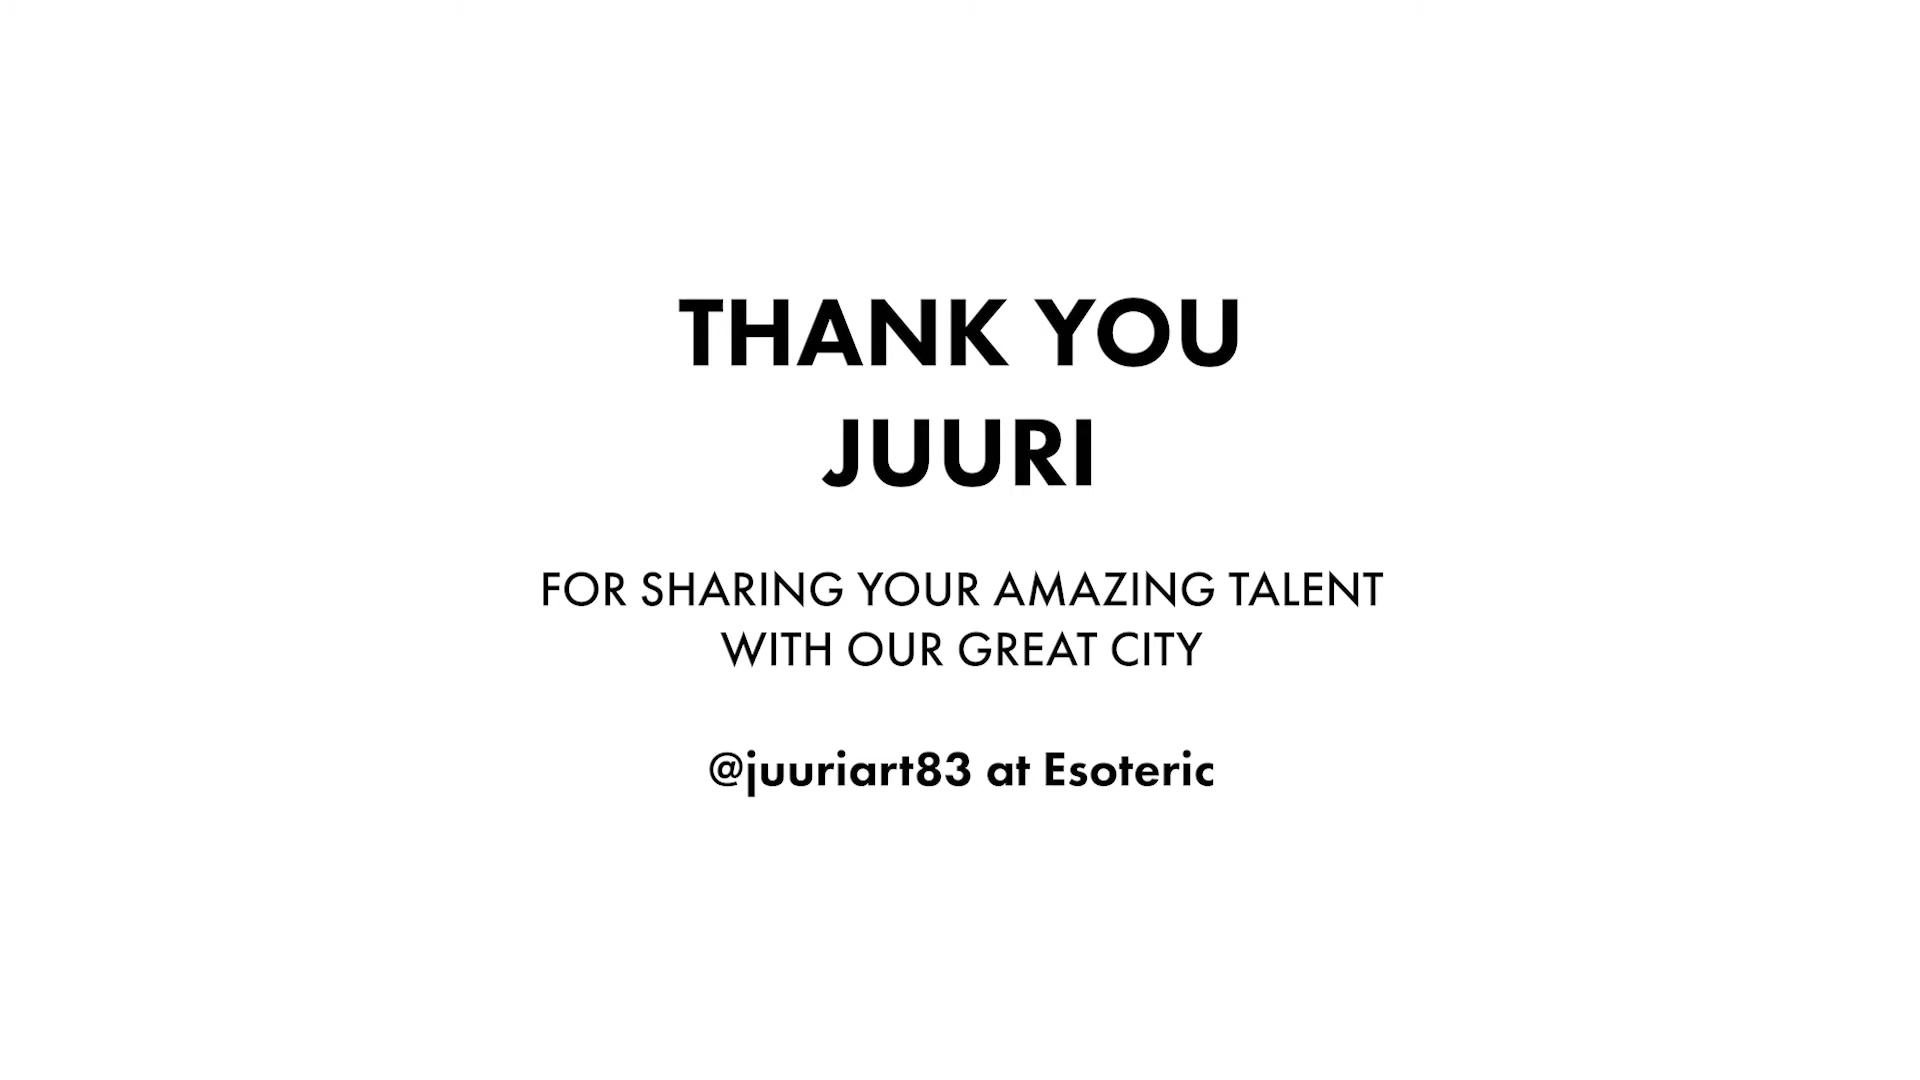 THANK YOU
JUURI
FOR SHARING YOUR AMAZING TALENT
WITH OUR GREAT CITY
@juuriart83 at Esoteric